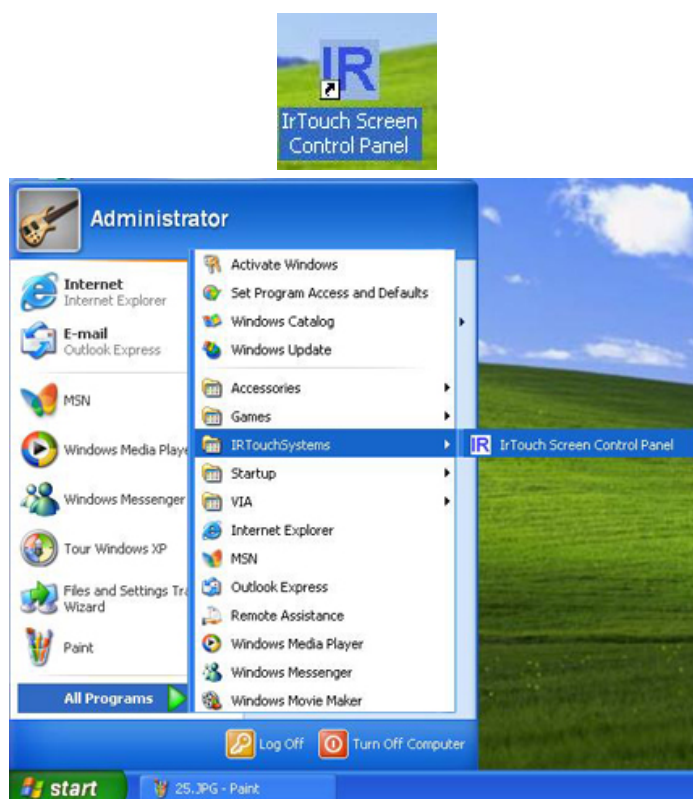 IR
IrTouch Screen
Control Panel
Administrator
Internet
Internet Explorer
E-mail
Outlook Express
MSN
Windows Media Playe
Windows Messenger
Tour Windows XP
Files and Settings Tra
Wizard
Paint
All Programs
Activate Windows
Set Program Access and Defaults
Windows Catalog
Windows Update
Accessories
Games
IRTouchSystems
IR IrTouch Screen Control Panel
Startup
VIA
Internet Explorer
MSN
Outlook Express
Remote Assistance
Windows Media Player
Windows Messenger
Windows Movie Maker
Log Off
Turn Off Computer
start
25.JPG - Paint